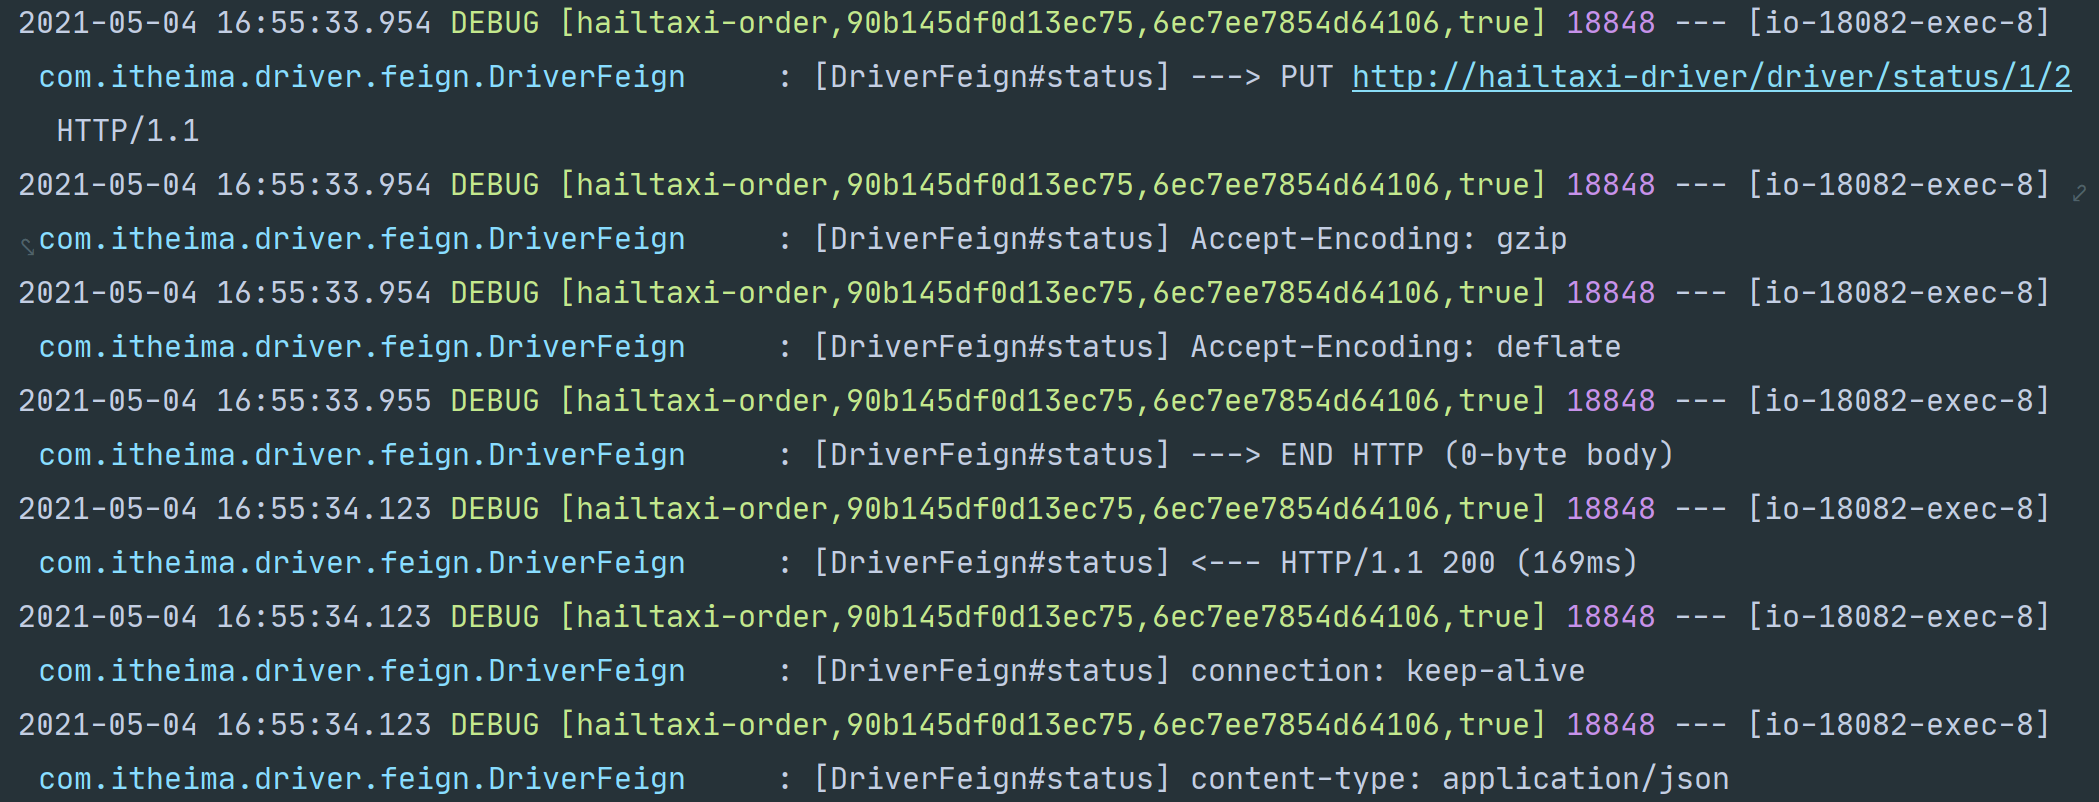 2021-05-04 16:55:33.954 DEBUG [hailtaxi-order,90b145df0d13ec75,6ec7ee7854d64106,true] 18848 --- [io-18082-exec-8]
com.itheima.driver.feign.DriverFeign     : [DriverFeign#status] ---> PUT http://hailtaxi-driver/driver/status/1/2
HTTP/1.1
2021-05-04 16:55:33.954 DEBUG [hailtaxi-order,90b145df0d13ec75,6ec7ee7854d64106,true] 18848 --- [io-18082-exec-8]
com.itheima.driver.feign.DriverFeign     : [DriverFeign#status] Accept-Encoding: gzip
2021-05-04 16:55:33.954 DEBUG [hailtaxi-order,90b145df0d13ec75,6ec7ee7854d64106,true] 18848 --- [io-18082-exec-8]
com.itheima.driver.feign.DriverFeign     : [DriverFeign#status] Accept-Encoding: deflate
2021-05-04 16:55:33.955 DEBUG [hailtaxi-order,90b145df0d13ec75,6ec7ee7854d64106,true] 18848 --- [io-18082-exec-8]
com.itheima.driver.feign.DriverFeign     : [DriverFeign#status] ---> END HTTP (0-byte body)
2021-05-04 16:55:34.123 DEBUG [hailtaxi-order,90b145df0d13ec75,6ec7ee7854d64106,true] 18848 --- [io-18082-exec-8]
com.itheima.driver.feign.DriverFeign     : [DriverFeign#status] <--- HTTP/1.1 200 (169ms)
2021-05-04 16:55:34.123 DEBUG [hailtaxi-order,90b145df0d13ec75,6ec7ee7854d64106,true] 18848 --- [io-18082-exec-8]
com.itheima.driver.feign.DriverFeign     : [DriverFeign#status] connection: keep-alive
2021-05-04 16:55:34.123 DEBUG [hailtaxi-order,90b145df0d13ec75,6ec7ee7854d64106,true] 18848 --- [io-18082-exec-8]
com.itheima.driver.feign.DriverFeign     : [DriverFeign#status] content-type: application/json